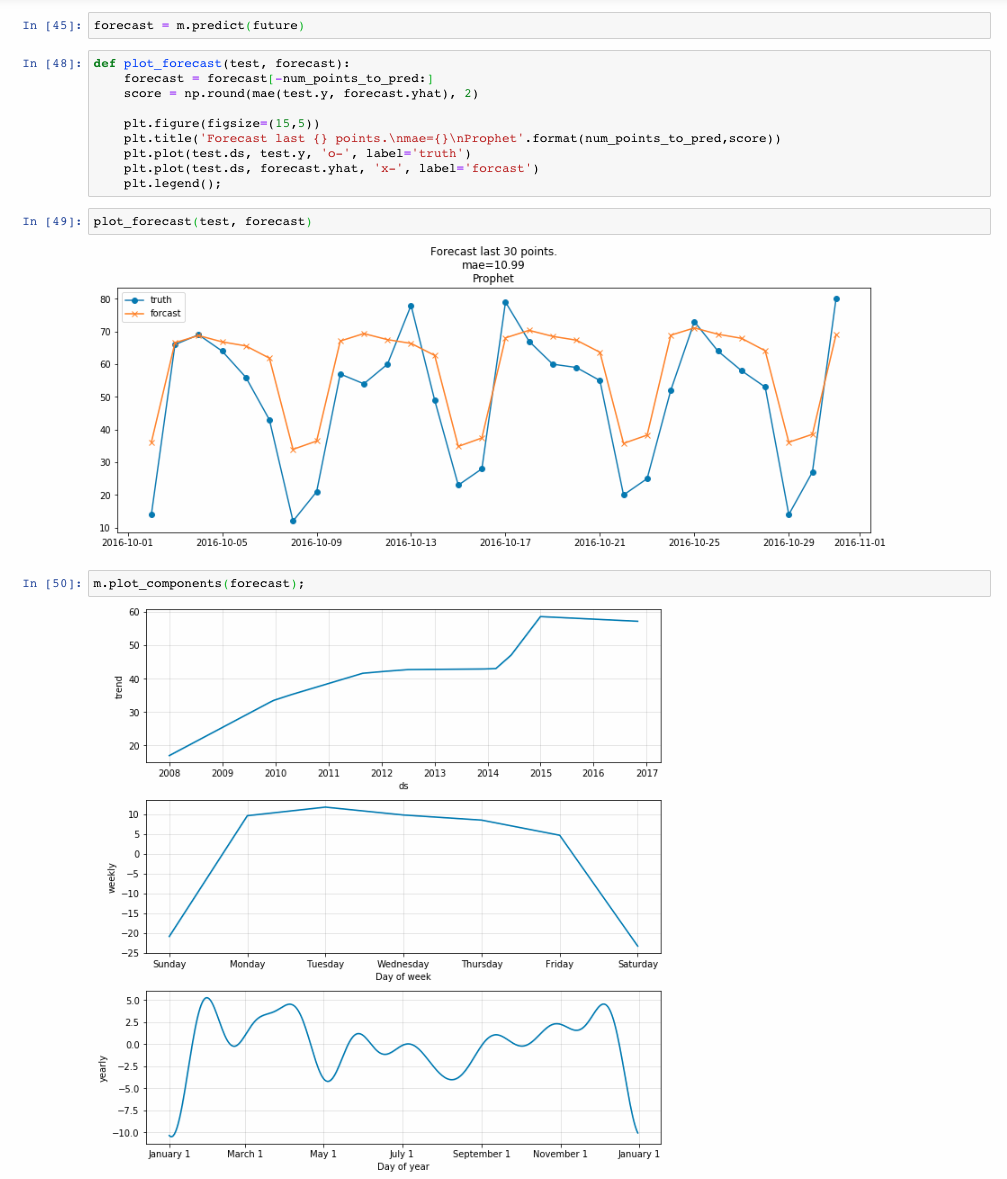 In [45]: forecast = m.predict(future)
In [48]: def plot_forecast(test, forecast):
    forecast = forecast[-num_points_to_pred:]
    score = np.round(mae(test.y, forecast.yhat), 2)
    plt.figure(figsize=(15,5))
    plt.title('Forecast last {} points.\nmae={}\nProphet'.format(num_points_to_pred,score))
    plt.plot(test.ds, test.y, 'o-', label='truth')
    plt.plot(test.ds, forecast.yhat, 'x-', label='forcast')
    plt.legend();
In [49]: plot_forecast(test, forecast)
Forecast last 30 points.
mae=10.99
Prophet
truth
forcast
80
70
60
50
40
30
20
10
2016-10-01 2016-10-05 2016-10-09 2016-10-13 2016-10-17 2016-10-21 2016-10-25 2016-10-29 2016-11-01
In [50]: m.plot_components(forecast);
trend
60
50
40
30
20
2008 2009 2010 2011 2012 2013 2014 2015 2016 2017
ds
weekly
10
5
0
−5
−10
−15
−20
−25
Sunday Monday Tuesday Wednesday Thursday Friday Saturday
Day of week
yearly
5.0
2.5
0.0
−2.5
−5.0
−7.5
−10.0
January 1 March 1 May 1 July 1 September 1 November 1 January 1
Day of year